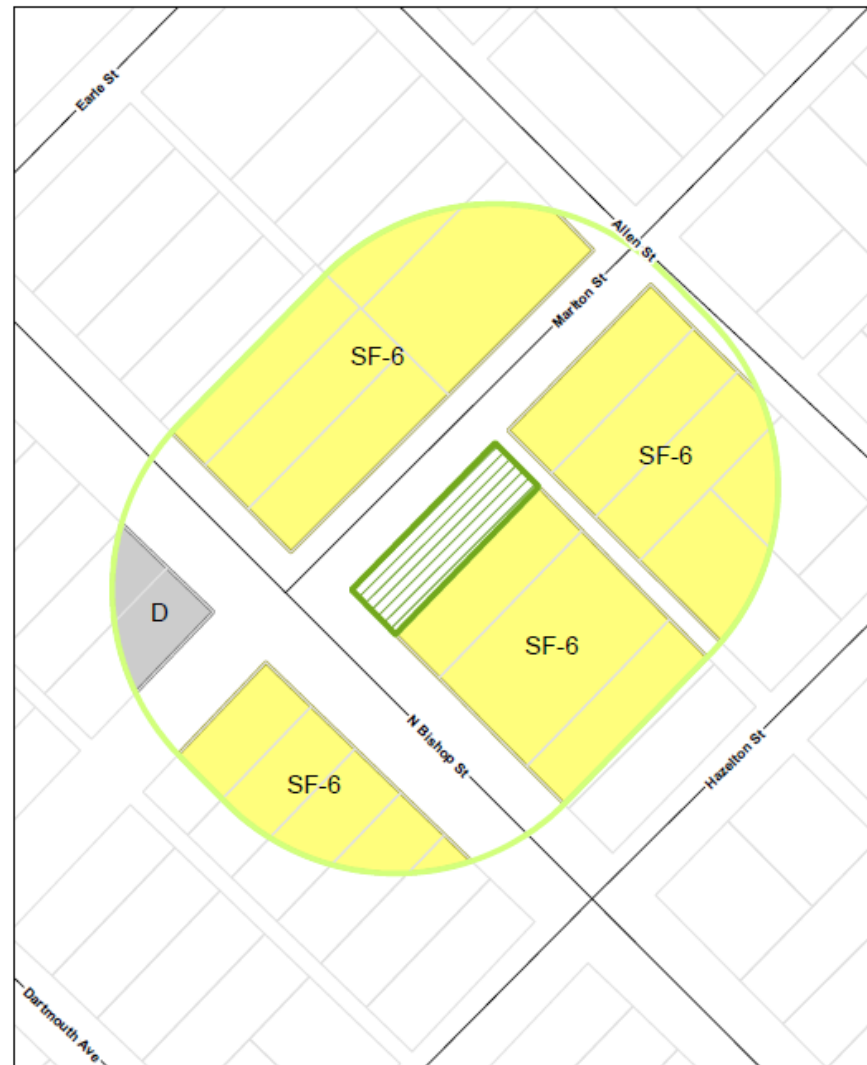 Earle St
Allen St
Marlton St
SF-6
SF-6
D
SF-6
N Bishop St
SF-6
Hazelton St
Dartmouth Ave